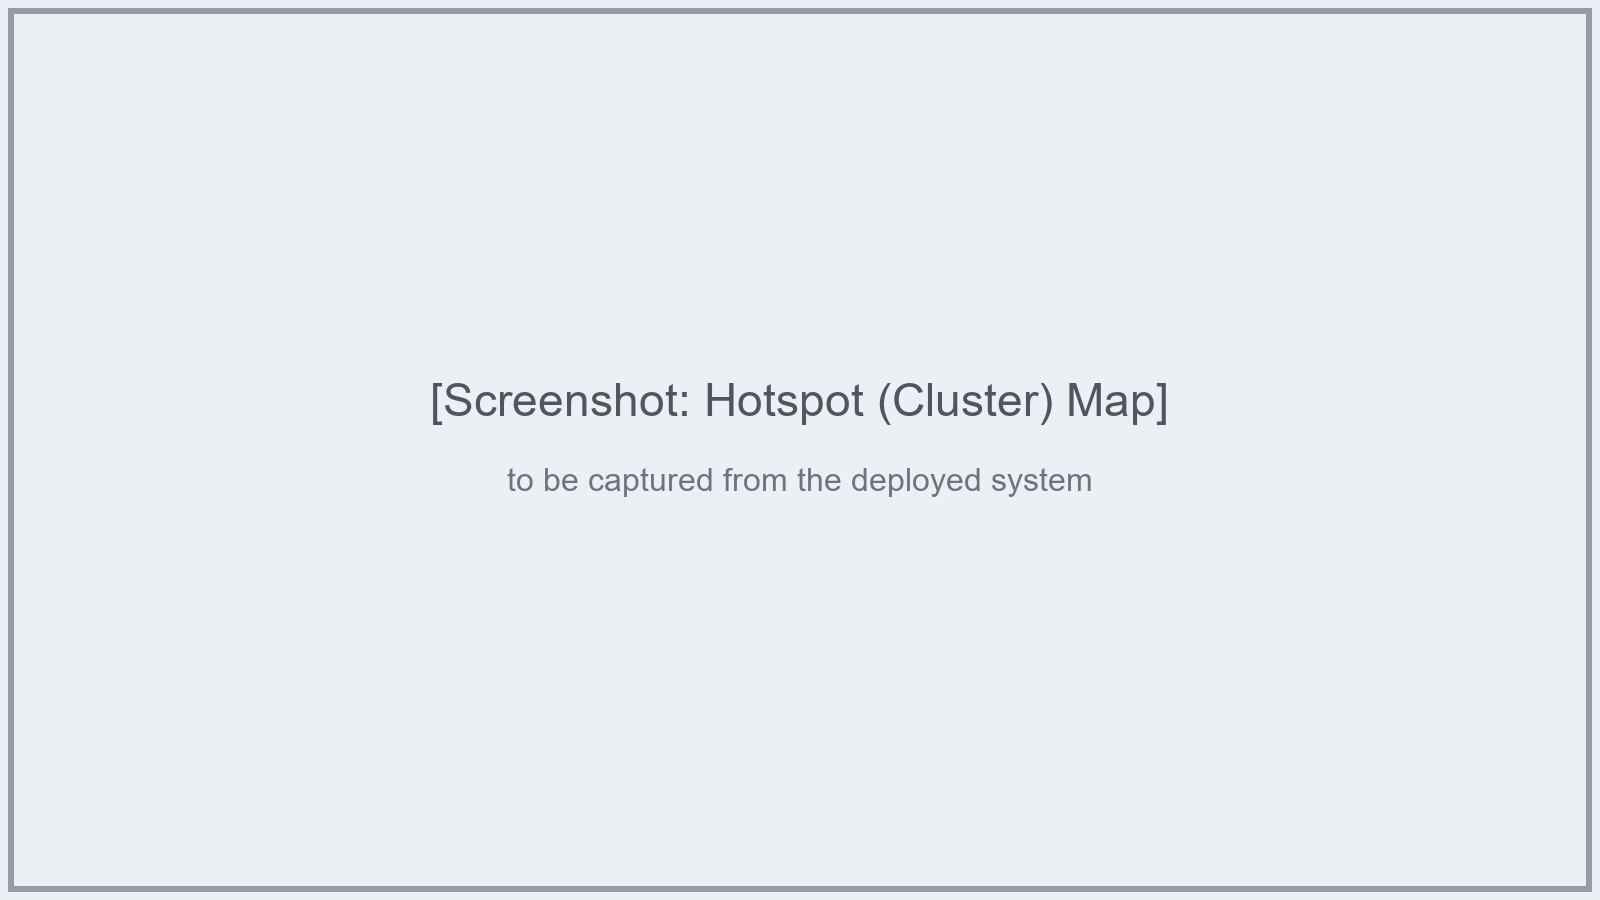 [Screenshot: Hotspot (Cluster) Map]
to be captured from the deployed system